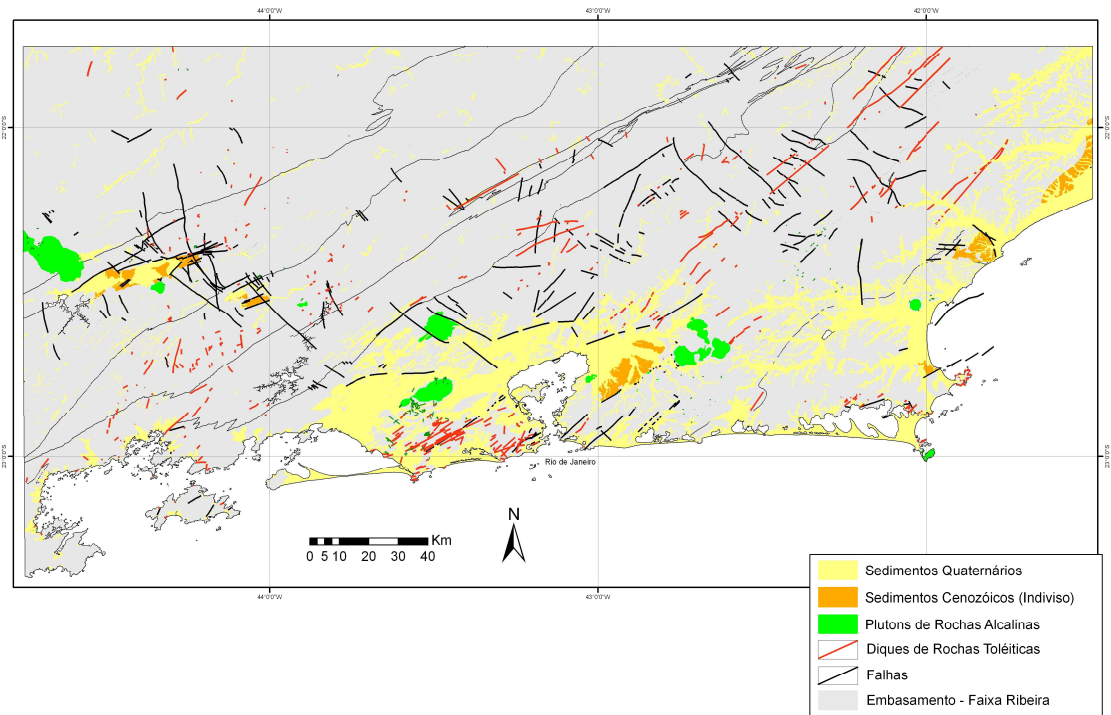 44°0'0"W 43°0'0"W 42°0'0"W
22°0'0"S 22°0'0"S
23°0'0"S 23°0'0"S
Rio de Janeiro
N
Km
0 5 10 20 30 40
44°0'0"W 43°0'0"W 42°0'0"W
Sedimentos Quaternários
Sedimentos Cenozóicos (Indiviso)
Plutons de Rochas Alcalinas
Diques de Rochas Toléiticas
Falhas
Embasamento - Faixa Ribeira